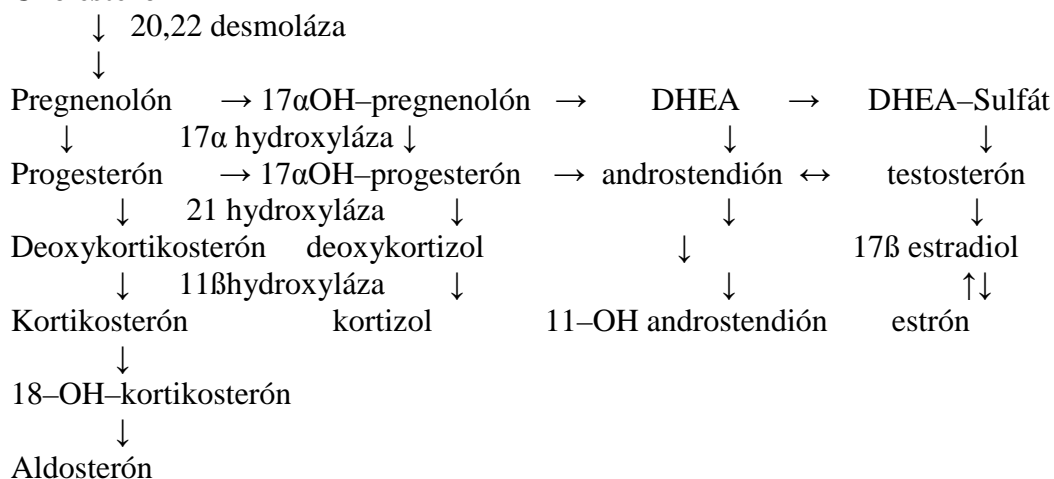 ↓ 20,22 desmoláza
↓
Pregnenolón → 17αOH–pregnenolón → DHEA → DHEA–Sulfát
↓ 17α hydroxyláza ↓ ↓ ↓
Progesterón → 17αOH–progesterón → androstendión ↔ testosterón
↓ 21 hydroxyláza ↓ ↓ ↓
Deoxykortikosterón deoxykortizol ↓ 17ß estradiol
↓ 11ßhydroxyláza ↓ ↓ ↑↓
Kortikosterón kortizol 11–OH androstendión estrón
↓
18–OH–kortikosterón
↓
Aldosterón